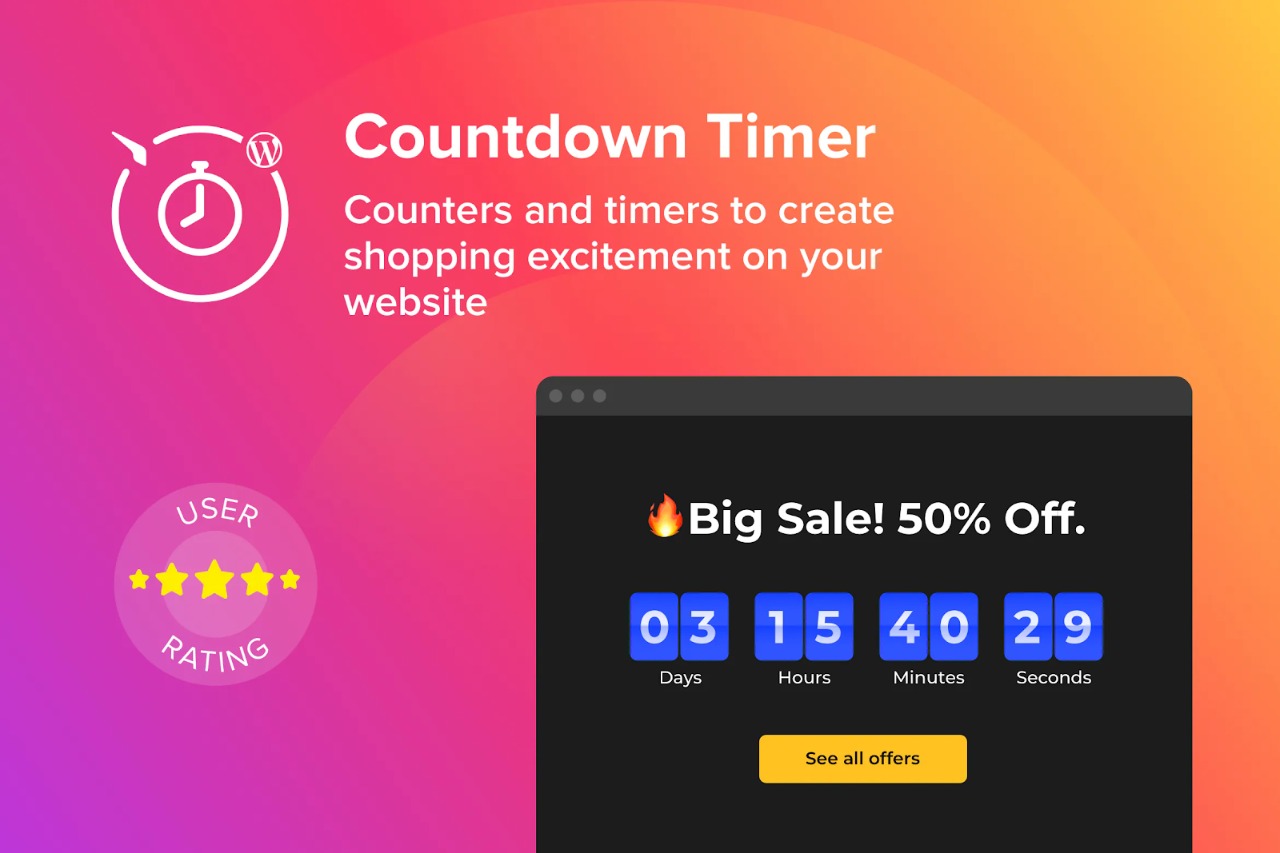 Countdown Timer
Counters and timers to create
shopping excitement on your
website
USER
RATING
🔥Big Sale! 50% Off.
03 15 40 29
Days Hours Minutes Seconds
See all offers